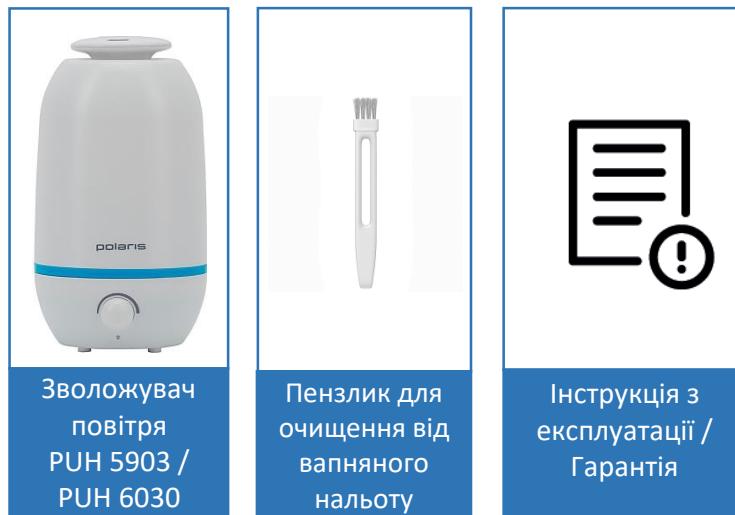 polaris
Зволожувач
повітря
PUH 5903 /
PUH 6030
Пензлик для
очищення від
вапняного
нальоту
Інструкція з
експлуатації /
Гарантія